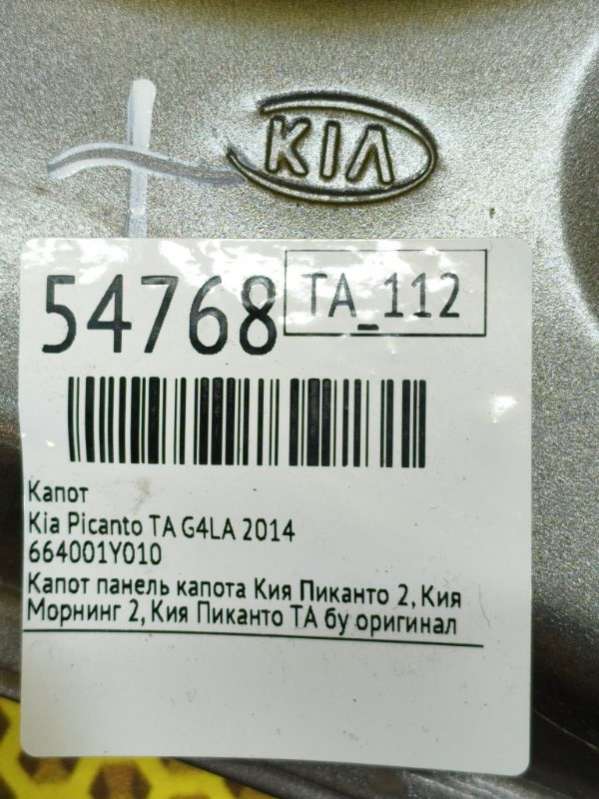 KIA
54768 TA_112
Капот
Kia Picanto TA G4LA 2014
664001Y010
Капот панель капота Кия Пиканто 2, Кия
Морнинг 2, Кия Пиканто ТА бу оригинал